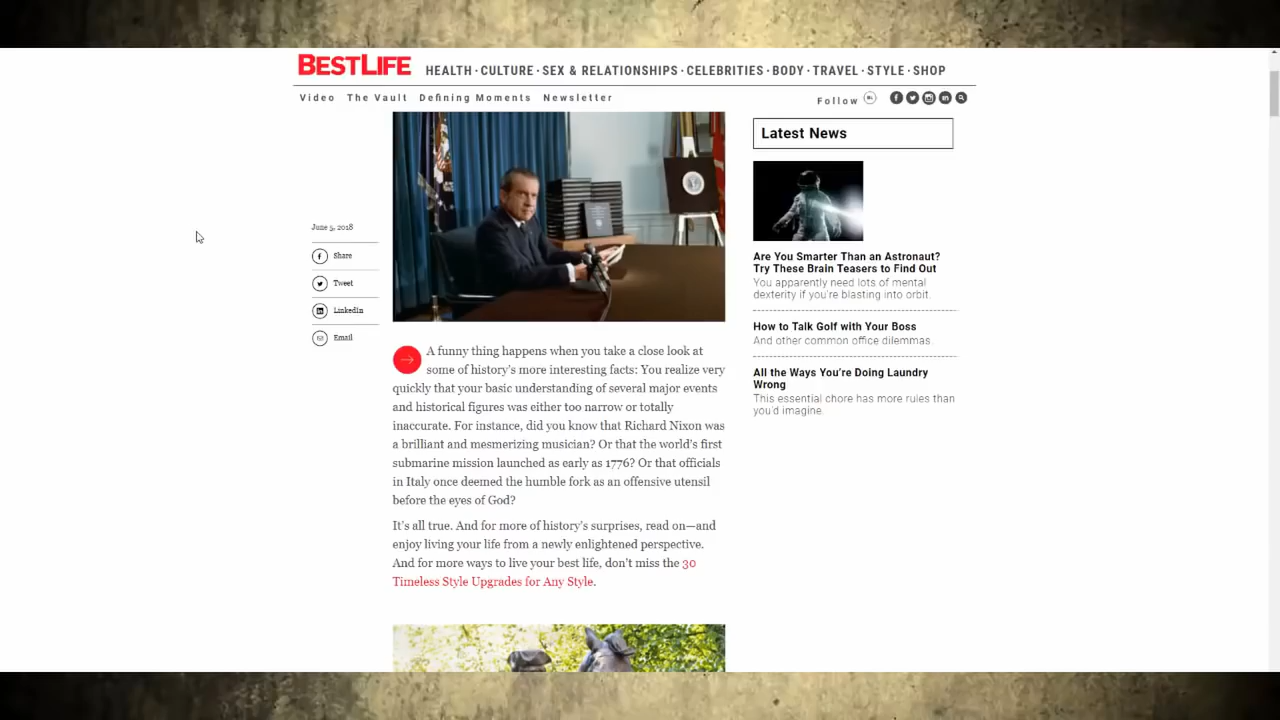 BESTLIFE
HEALTH · CULTURE · SEX & RELATIONSHIPS · CELEBRITIES · BODY · TRAVEL · STYLE · SHOP
Video The Vault Defining Moments Newsletter
Follow
June 5, 2018
Share
Tweet
LinkedIn
Email
A funny thing happens when you take a close look at
some of history's more interesting facts: You realize very
quickly that your basic understanding of several major events
and historical figures was either too narrow or totally
inaccurate. For instance, did you know that Richard Nixon was
a brilliant and mesmerizing musician? Or that the world's first
submarine mission launched as early as 1776? Or that officials
in Italy once deemed the humble fork as an offensive utensil
before the eyes of God?
It's all true. And for more of history's surprises, read on—and
enjoy living your life from a newly enlightened perspective.
And for more ways to live your best life, don't miss the 30
Timeless Style Upgrades for Any Style.
Latest News
Are You Smarter Than an Astronaut?
Try These Brain Teasers to Find Out
You apparently need lots of mental
dexterity if you're blasting into orbit.
How to Talk Golf with Your Boss
And other common office dilemmas.
All the Ways You're Doing Laundry
Wrong
This essential chore has more rules than
you'd imagine.